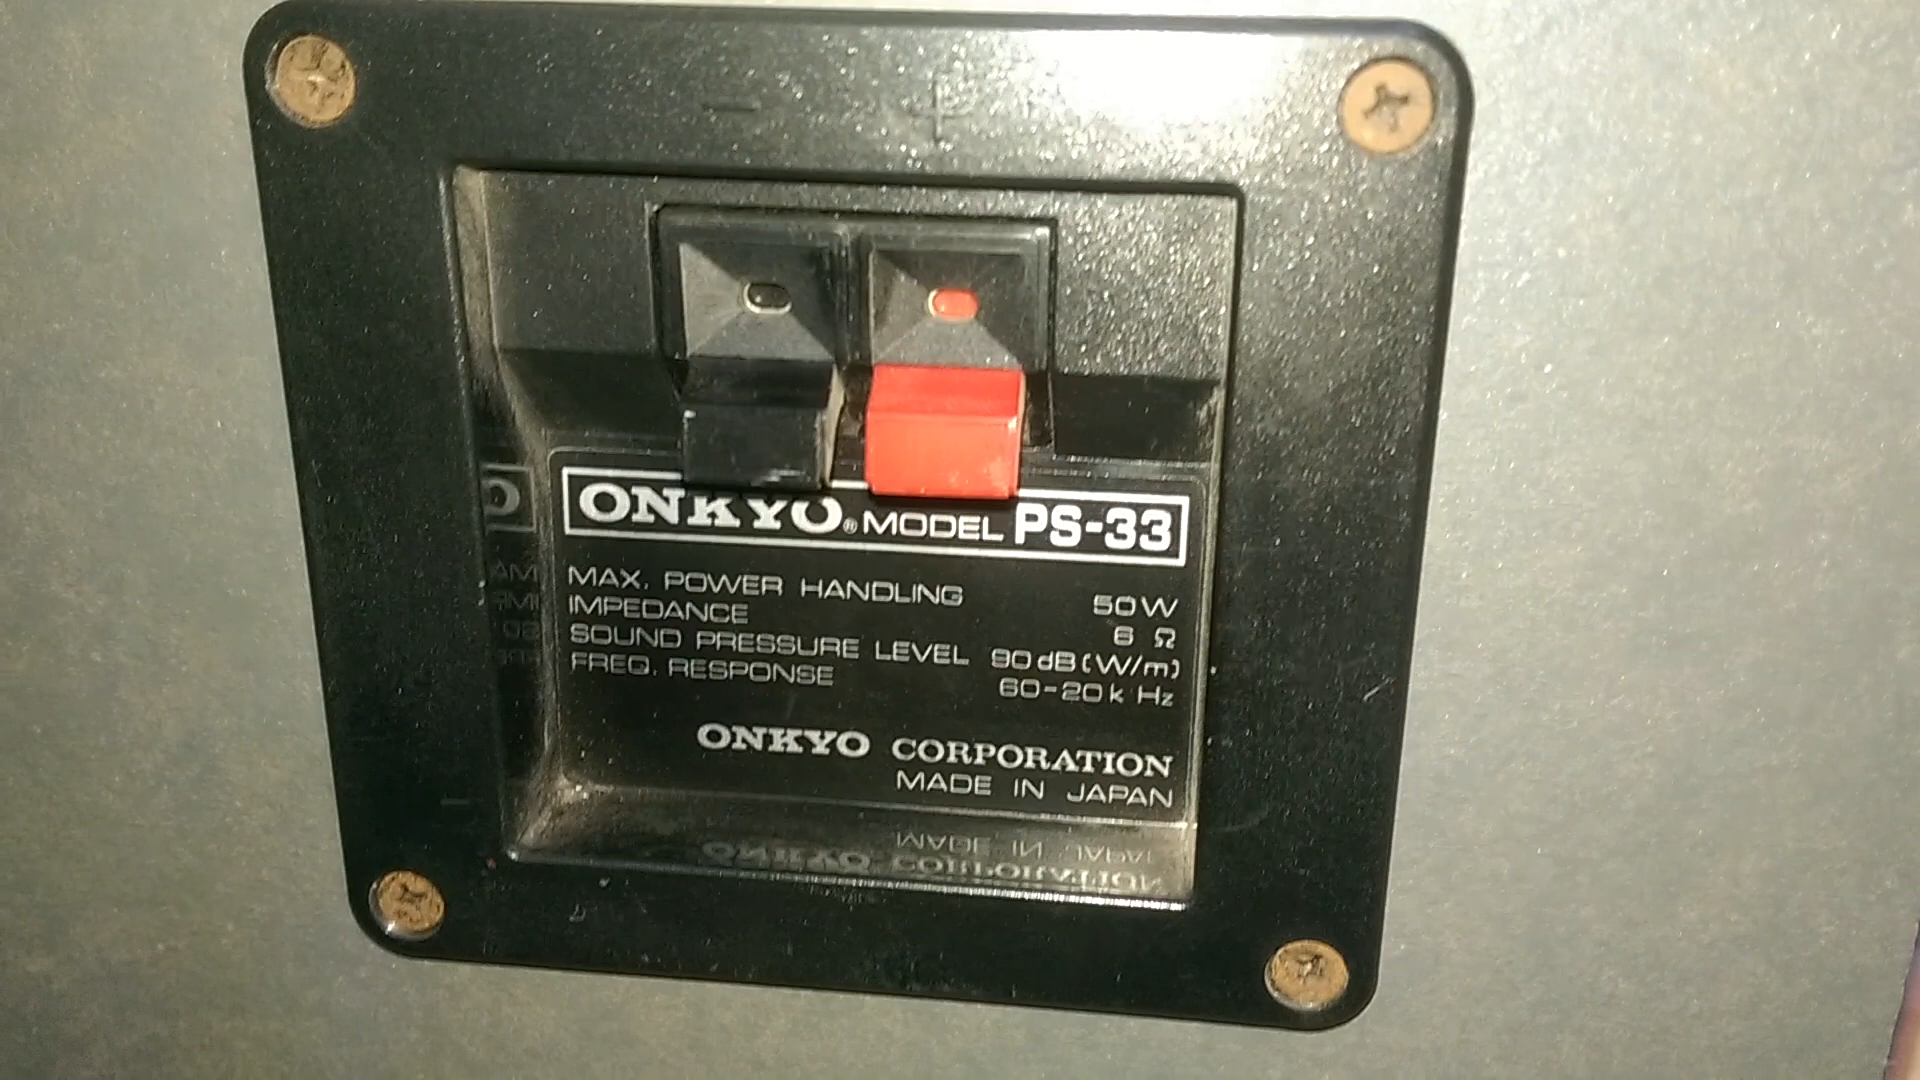 − +
ONKYO® MODEL PS-33
MAX. POWER HANDLING 50W
IMPEDANCE 6 Ω
SOUND PRESSURE LEVEL 90dB(W/m)
FREQ. RESPONSE 60-20k Hz
ONKYO CORPORATION
MADE IN JAPAN